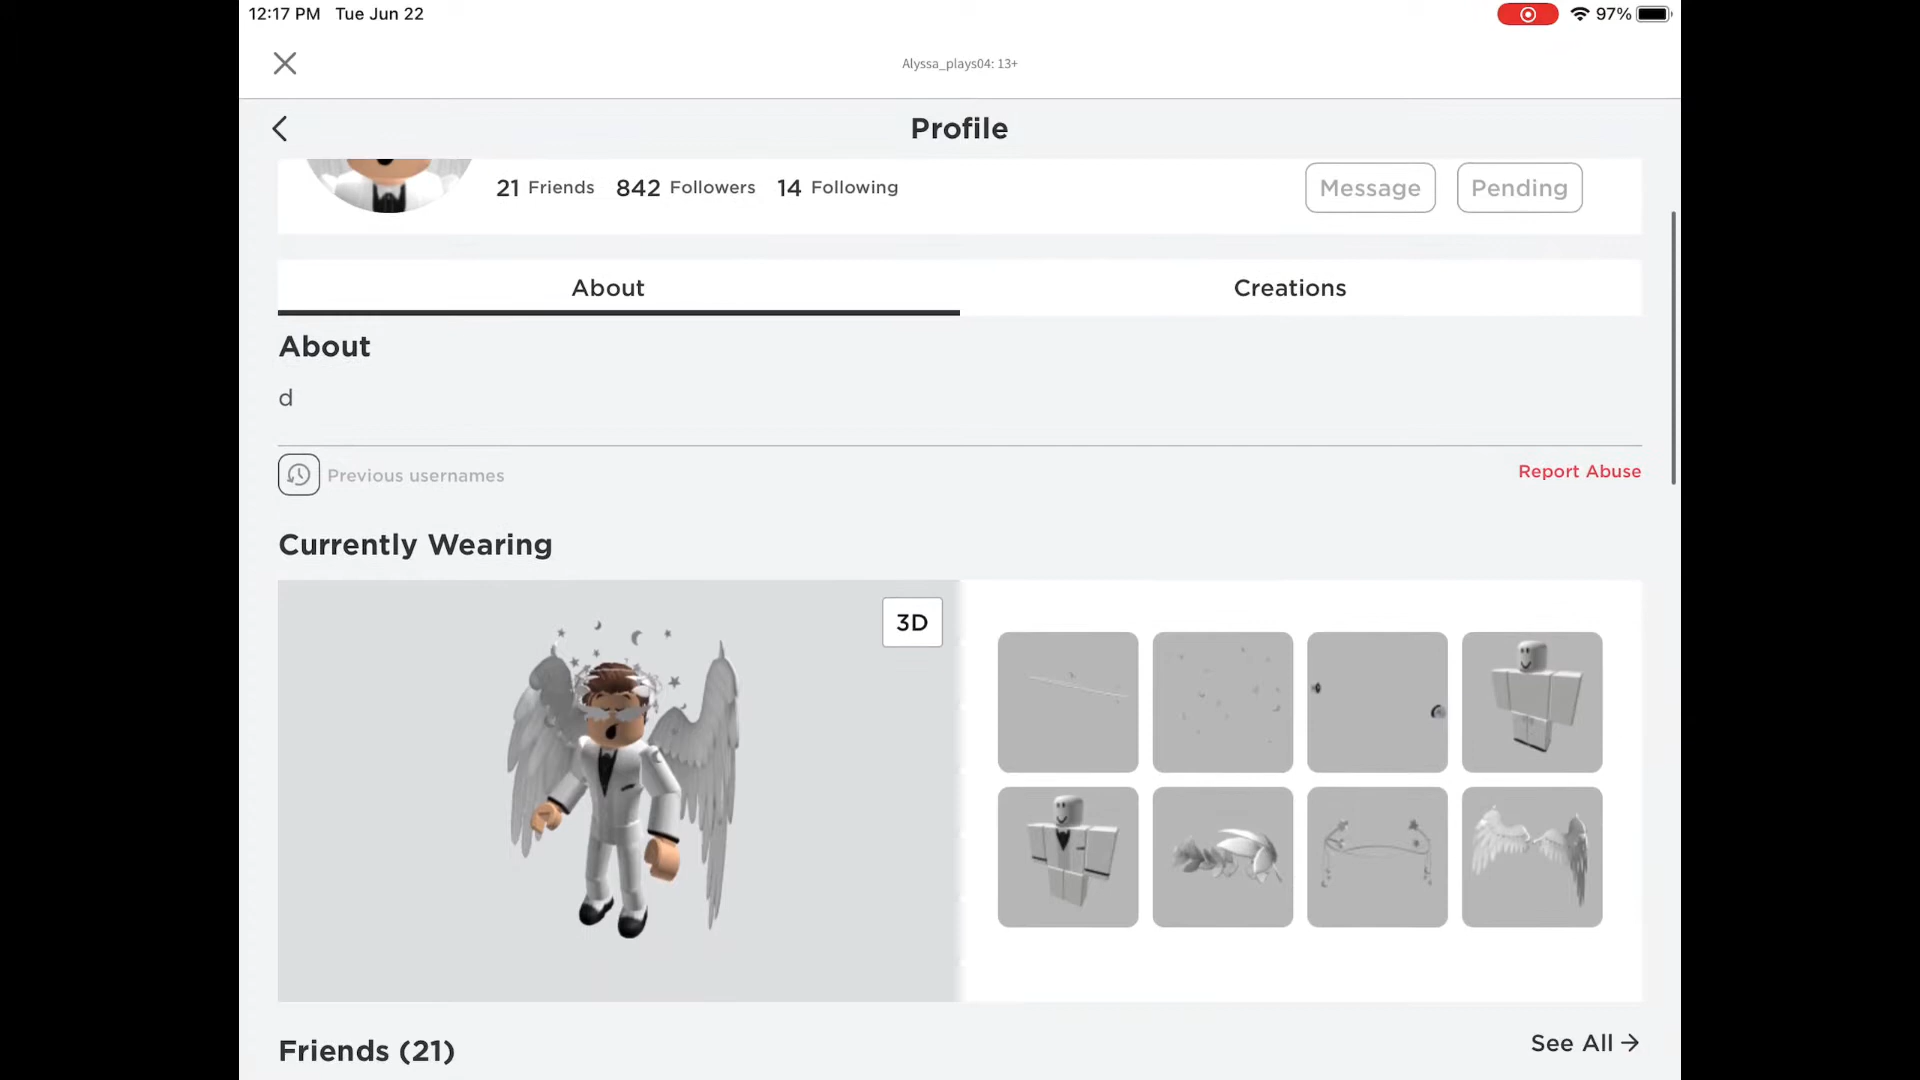 12:17 PM Tue Jun 22
97%
Alyssa_plays04: 13+
Profile
21 Friends 842 Followers 14 Following
Message
Pending
About
Creations
About
d
Previous usernames
Report Abuse
Currently Wearing
3D
Friends (21)
See All